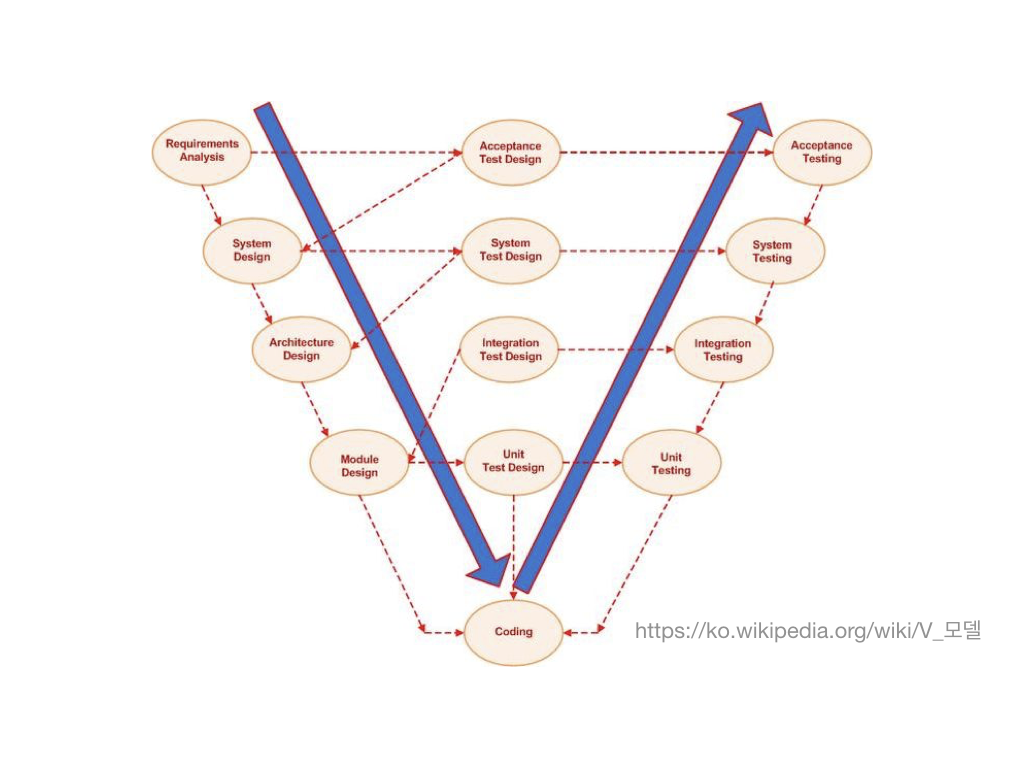 Requirements
Analysis
Acceptance
Test Design
Acceptance
Testing
System
Design
System
Test Design
System
Testing
Architecture
Design
Integration
Test Design
Integration
Testing
Module
Design
Unit
Test Design
Unit
Testing
Coding
https://ko.wikipedia.org/wiki/V_모델